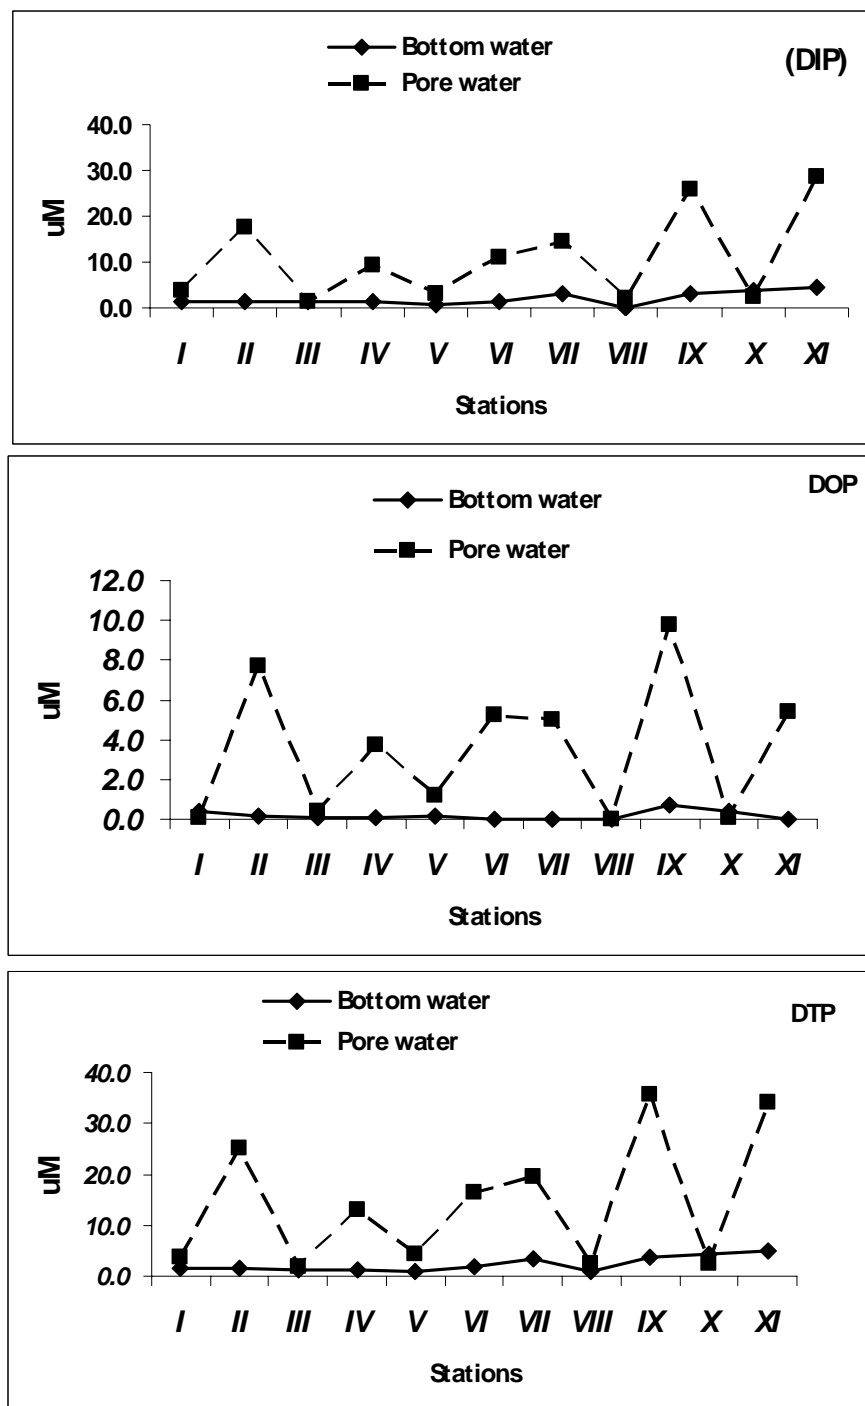 Bottom water
(DIP)
Pore water
40.0
30.0
20.0
10.0
0.0
uM
I II III IV V VI VII VIII IX X XI
Stations
DOP
Bottom water
Pore water
12.0
10.0
8.0
6.0
4.0
2.0
0.0
uM
I II III IV V VI VII VIII IX X XI
Stations
Bottom water
DTP
Pore water
40.0
30.0
20.0
10.0
0.0
uM
I II III IV V VI VII VIII IX X XI
Stations